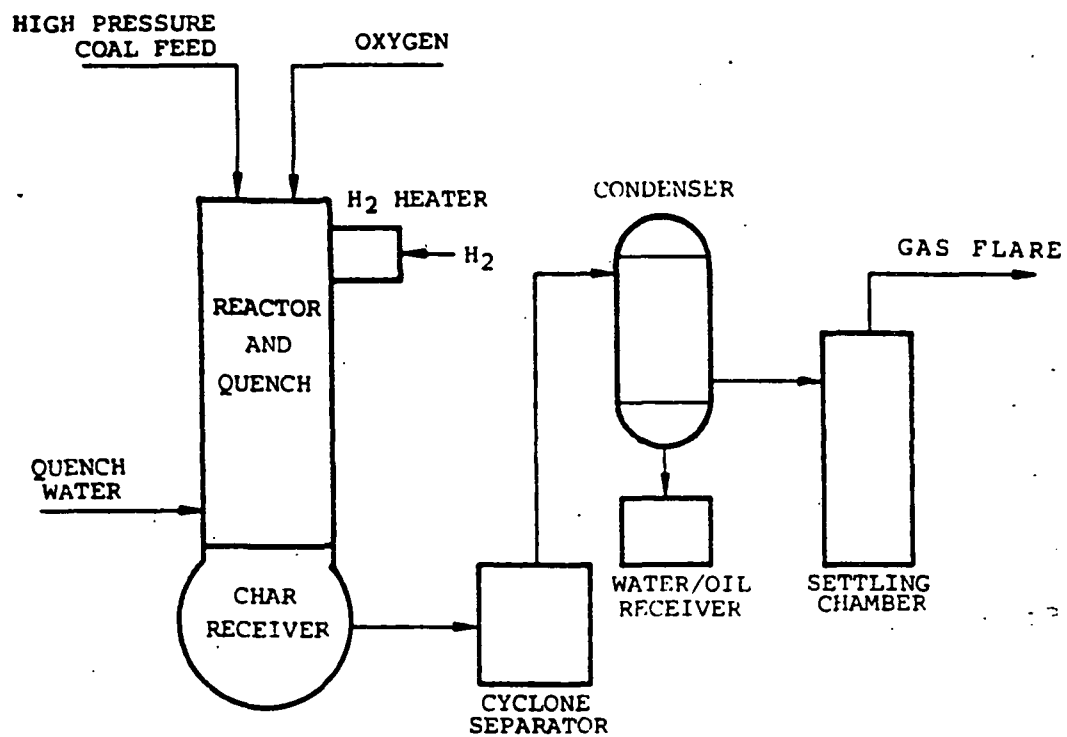 HIGH PRESSURE
COAL FEED
OXYGEN
H2 HEATER
H2
REACTOR
AND
QUENCH
QUENCH
WATER
CHAR
RECEIVER
CYCLONE
SEPARATOR
CONDENSER
WATER/OIL
RECEIVER
GAS FLARE
SETTLING
CHAMBER